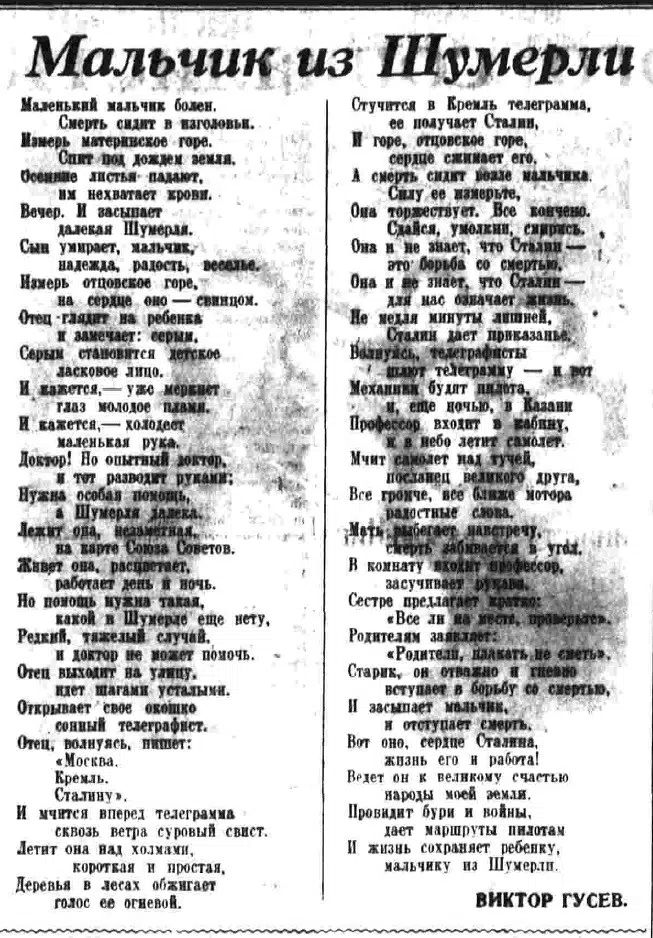 Мальчик из Шумерли
Маленький мальчик болен.
Смерть сидит в изголовьи.
Измерь материнское горе.
Спит под дождем земля.
Осенние листья падают,
им нехватает крови.
Вечер. И засыпает
далекая Шумерля.
Сын умирает, мальчик,
надежда, радость, веселье.
Измерь отцовское горе,
на сердце оно — свинцом.
Отец глядит на ребенка
и замечает: серым,
Серым становится детское
ласковое лицо.
И кажется,— уже меркнет
глаз молодое пламя.
И кажется,— холодеет
маленькая рука.
Доктор! Но опытный доктор,
и тот разводит руками;
Нужна особая помощь,
а Шумерля далека.
Лежит она, незаметная,
на карте Союза Советов.
Живет она, расцветает,
работает день и ночь.
Но помощь нужна такая,
какой в Шумерле еще нету,
Редкий, тяжелый случай,
и доктор не может помочь.
Отец выходит на улицу,
идет шагами усталыми.
Открывает свое окошко
сонный телеграфист.
Отец, волнуясь, пишет:
«Москва.
Кремль.
Сталину».
И мчится вперед телеграмма
сквозь ветра суровый свист.
Летит она над холмами,
короткая и простая,
Деревья в лесах обжигает
голос ее огневой.
Стучится в Кремль телеграмма,
ее получает Сталин,
И горе, отцовское горе,
сердце сжимает его.
А смерть сидит возле мальчика.
Силу ее измерьте,
Она торжествует. Все кончено.
Сдайся, умолкни, смирись.
Она и не знает, что Сталин —
это борьба со смертью,
Она и не знает, что Сталин —
для нас означает жизнь.
Не медля минуты лишней,
Сталин дает приказанье.
Волнуясь, телеграфисты
шлют телеграмму — и вот
Механики будят пилота,
и, еще ночью, в Казани
Профессор входит в кабину,
и в небо летит самолет.
Мчит самолет над тучей,
посланец великого друга,
Все громче, все ближе мотора
радостные слова.
Мать выбегает навстречу,
смерть забивается в угол.
В комнату входит профессор,
засучивает рукава.
Сестре предлагает кратко:
«Все ли на месте, проверьте».
Родителям заявляет:
«Родители, плакать не сметь».
Старик, он отважно и гневно
вступает в борьбу со смертью,
И засыпает мальчик,
и отступает смерть.
Вот оно, сердце Сталина,
жизнь его и работа!
Ведет он к великому счастью
народы моей земли.
Провидит бури и войны,
дает маршруты пилотам
И жизнь сохраняет ребенку,
мальчику из Шумерли.
ВИКТОР ГУСЕВ.